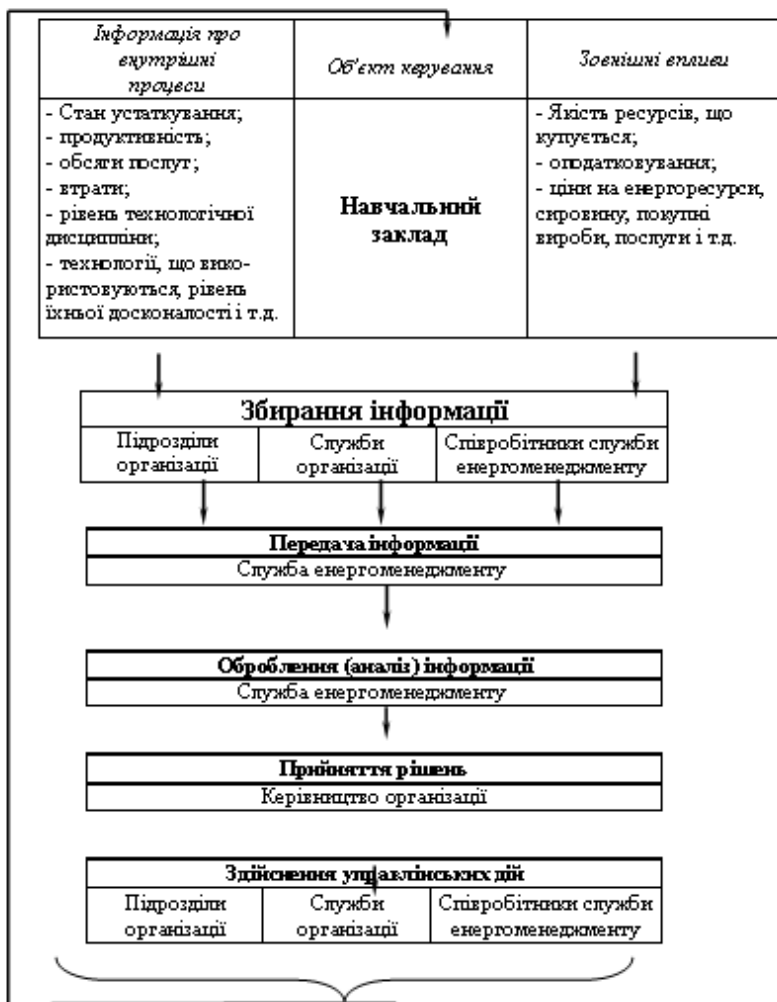 Інформація про
внутрішні
процеси
Об'єкт керування
Зовнішні впливи
- Стан устаткування;
- продуктивність;
- обсяги послуг;
- втрати;
- рівень технологічної
дисципліни;
- технології, що вико-
ристовуються, рівень
їхньої досконалості і т.д.
Навчальний
заклад
- Якість ресурсів, що
купується;
- оподатковування;
- ціни на енергоресурси,
сировину, покупні
вироби, послуги і т.д.
Збирання інформації
Підрозділи
організації
Служби
організації
Співробітники служби
енергоменеджменту
Передача інформації
Служба енергоменеджменту
Оброблення (аналіз) інформації
Служба енергоменеджменту
Прийняття рішень
Керівництво організації
Здійснення управлінських дій
Підрозділи
організації
Служби
організації
Співробітники служби
енергоменеджменту